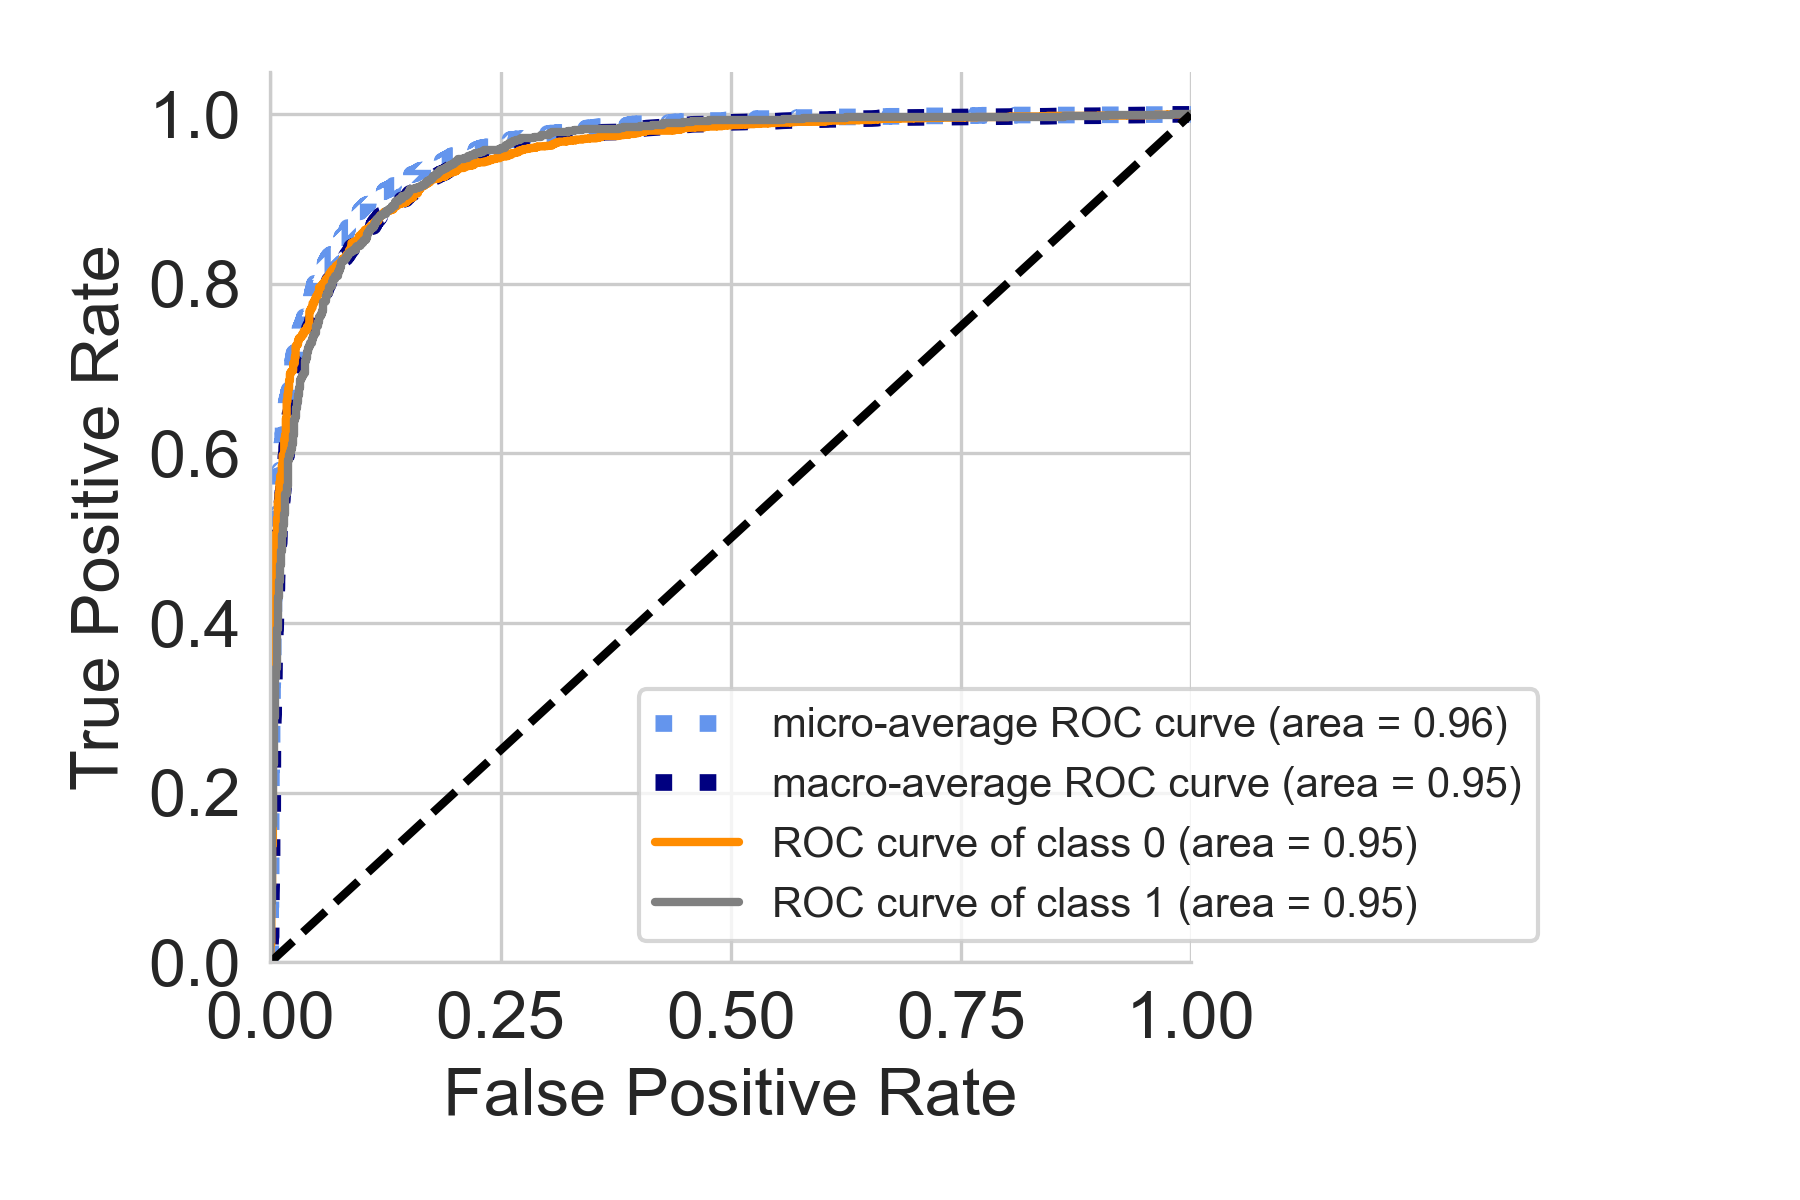 1.0
0.8
0.6
0.4
0.2
0.0
True Positive Rate
micro-average ROC curve (area = 0.96)
macro-average ROC curve (area = 0.95)
ROC curve of class 0 (area = 0.95)
ROC curve of class 1 (area = 0.95)
0.00 0.25 0.50 0.75 1.00
False Positive Rate